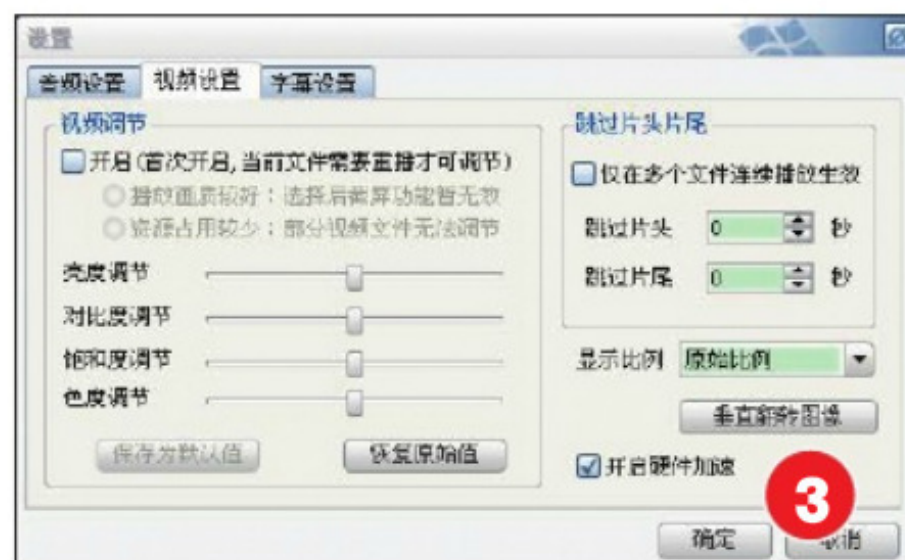 设置
音频设置 视频设置 字幕设置
视频调节
开启(首次开启,当前文件需要重播才可调节)
播放画质较好：选择后截屏功能暂无效
资源占用较少：部分视频文件无法调节
亮度调节
对比度调节
饱和度调节
色度调节
保存为默认值 恢复原始值
跳过片头片尾
仅在多个文件连续播放生效
跳过片头 0 秒
跳过片尾 0 秒
显示比例 原始比例
垂直翻转图像
开启硬件加速
3
确定 取消